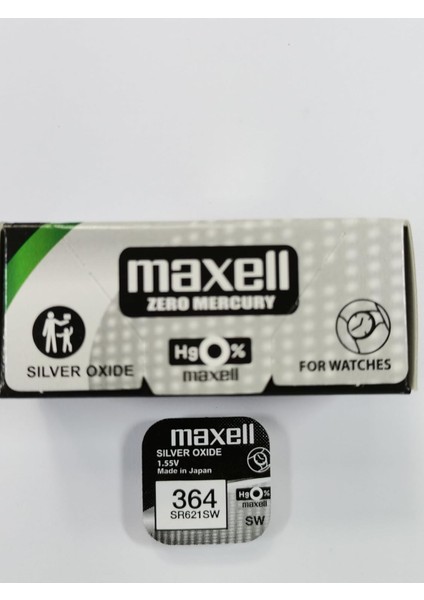 maxell
ZERO MERCURY
Hg0%
maxell
SILVER OXIDE
FOR WATCHES
maxell
SILVER OXIDE
1.55V
Made in Japan
364
SR621SW
Hg0%
maxell
SW